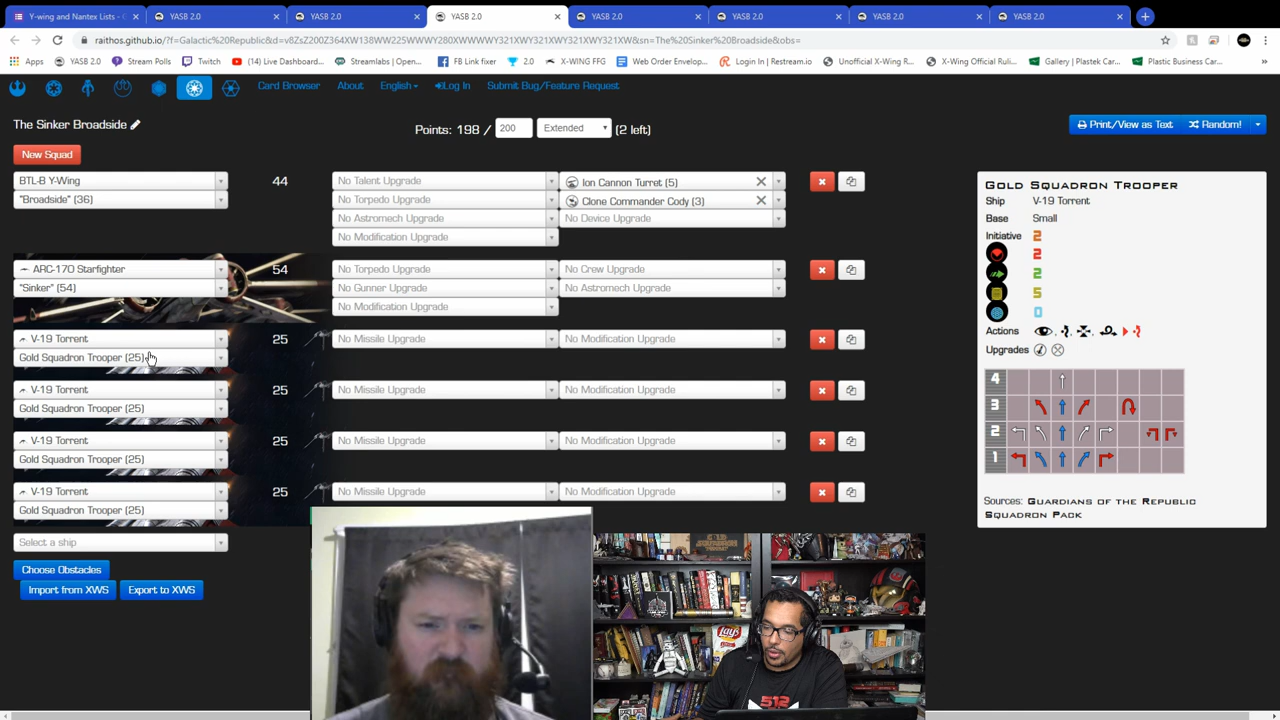 Y-wing and Nantex Lists -
YASB 2.0
YASB 2.0
YASB 2.0
YASB 2.0
YASB 2.0
YASB 2.0
YASB 2.0
raithos.github.io/?f=Galactic%20Republic&d=v8ZsZ200Z364XW138WW225WWWY280XWWWWY321XWY321XWY321XWY321XW&sn=The%20Sinker%20Broadside&obs=
Apps
YASB 2.0
Stream Polls
Twitch
(14) Live Dashboard...
Streamlabs | Open...
FB Link fixer
2.0
X-WING FFG
Web Order Envelop...
Login In | Restream.io
Unofficial X-Wing R...
X-Wing Official Ruli...
Gallery | Plastek Car...
Plastic Business Car...
Card Browser
About
English
Log In
Submit Bug/Feature Request
The Sinker Broadside
Points: 198 / 200
Extended
(2 left)
Print/View as Text
Random!
New Squad
BTL-B Y-Wing
44
No Talent Upgrade
Ion Cannon Turret (5)
"Broadside" (36)
No Torpedo Upgrade
Clone Commander Cody (3)
No Astromech Upgrade
No Device Upgrade
No Modification Upgrade
ARC-170 Starfighter
54
No Torpedo Upgrade
No Crew Upgrade
"Sinker" (54)
No Gunner Upgrade
No Astromech Upgrade
No Modification Upgrade
V-19 Torrent
25
No Missile Upgrade
No Modification Upgrade
Gold Squadron Trooper (25)
V-19 Torrent
25
No Missile Upgrade
No Modification Upgrade
Gold Squadron Trooper (25)
V-19 Torrent
25
No Missile Upgrade
No Modification Upgrade
Gold Squadron Trooper (25)
V-19 Torrent
25
No Missile Upgrade
No Modification Upgrade
Gold Squadron Trooper (25)
Select a ship
Choose Obstacles
Import from XWS
Export to XWS
Gold Squadron Trooper
Ship V-19 Torrent
Base Small
Initiative 2
2
2
5
0
Actions
Upgrades
4
3
2
1
Sources: Guardians of the Republic
Squadron Pack
Lay's
512